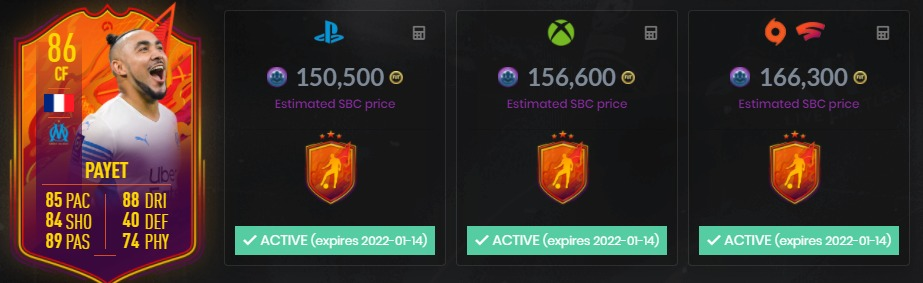 86
CF
PAYET
85 PAC
84 SHO
89 PAS
88 DRI
40 DEF
74 PHY
150,500
Estimated SBC price
ACTIVE (expires 2022-01-14)
156,600
Estimated SBC price
ACTIVE (expires 2022-01-14)
166,300
Estimated SBC price
ACTIVE (expires 2022-01-14)